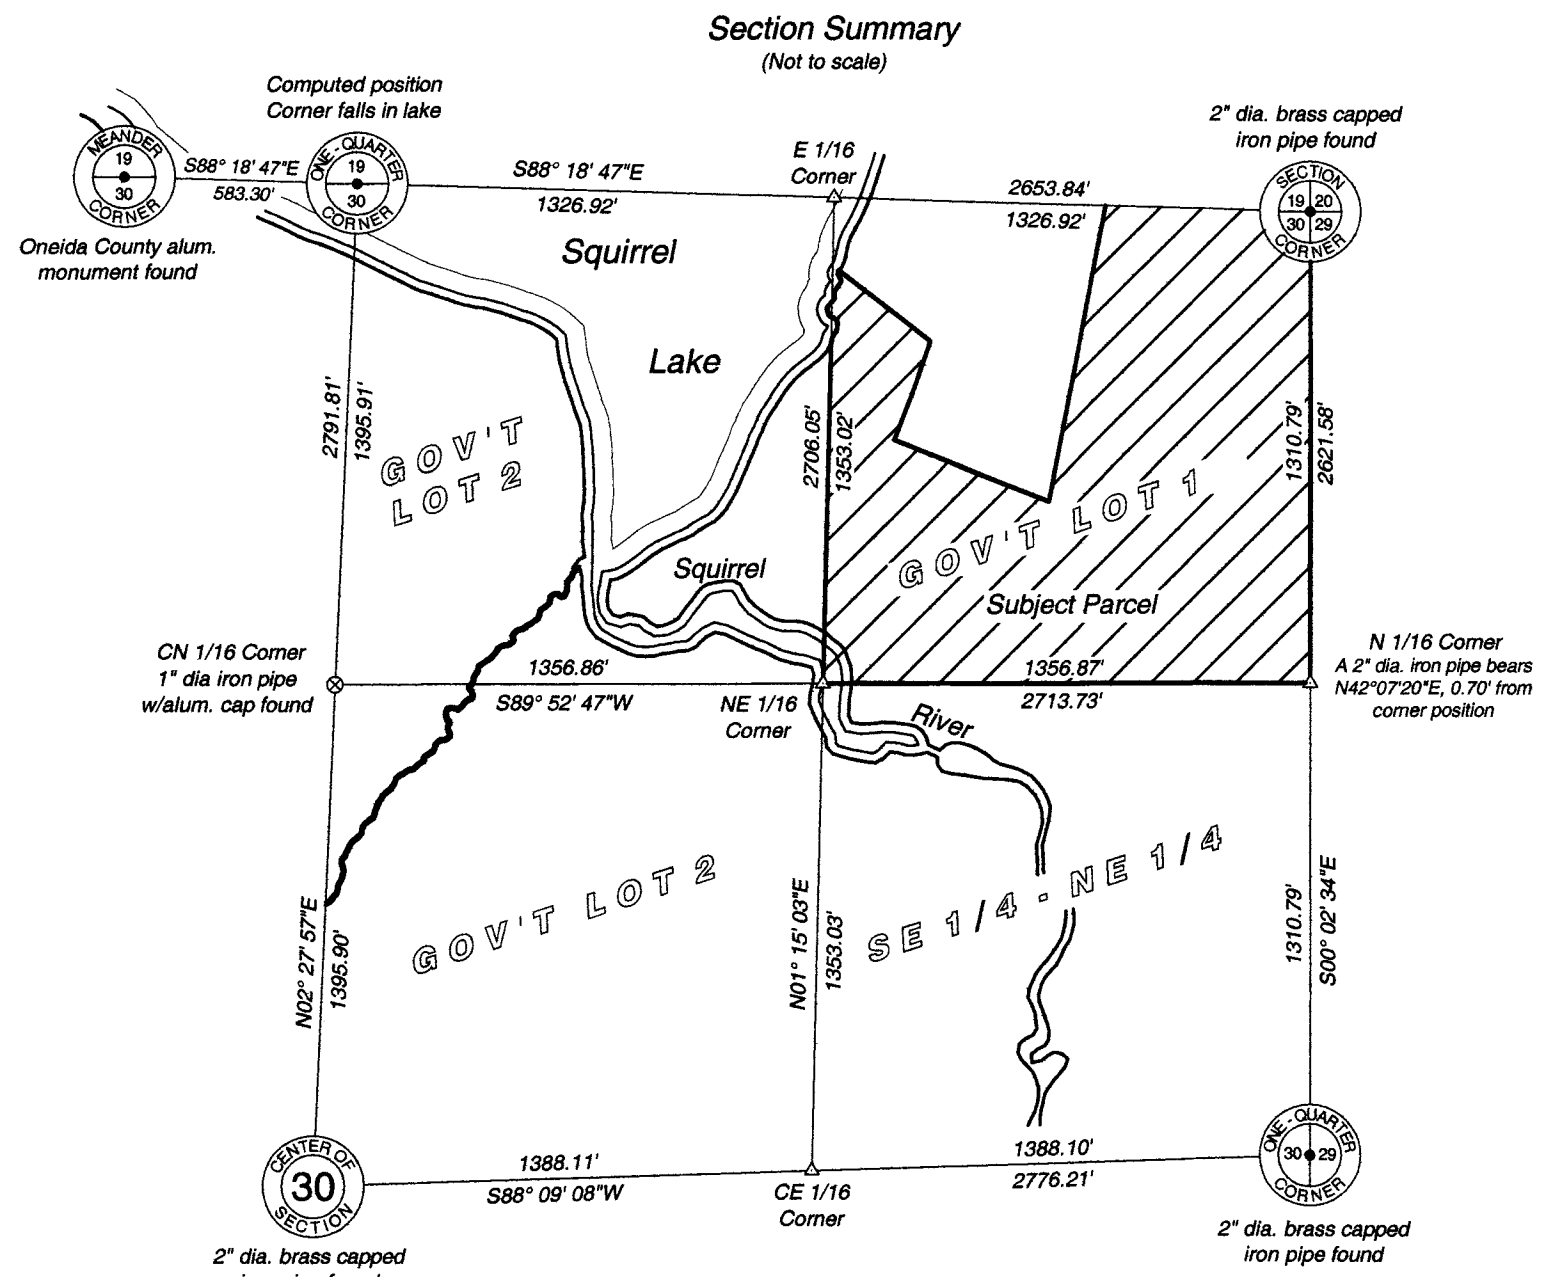 Section Summary
(Not to scale)
Computed position
Corner falls in lake
2" dia. brass capped
iron pipe found
E 1/16
Corner
MEANDER
19
30
CORNER
S88° 18' 47"E
583.30'
ONE-QUARTER
19
30
CORNER
S88° 18' 47"E
1326.92'
2653.84'
1326.92'
SECTION
19 20
30 29
CORNER
Oneida County alum.
monument found
Squirrel
Lake
2791.81'
1395.91'
GOV'T
LOT 2
2706.05'
1353.02'
1310.79'
2621.58'
GOV'T LOT 1
Squirrel
Subject Parcel
CN 1/16 Corner
1" dia iron pipe
w/alum. cap found
1356.86'
S89° 52' 47"W
NE 1/16
Corner
1356.87'
2713.73'
N 1/16 Corner
A 2" dia. iron pipe bears
N42°07'20"E, 0.70' from
corner position
River
GOV'T LOT 2
SE 1/4 - NE 1/4
N02° 27' 57"E
1395.90'
N01° 15' 03"E
1353.03'
1310.79'
S00° 02' 34"E
CENTER OF
30
SECTION
1388.11'
S88° 09' 08"W
CE 1/16
Corner
1388.10'
2776.21'
ONE-QUARTER
30 29
CORNER
2" dia. brass capped
2" dia. brass capped
iron pipe found